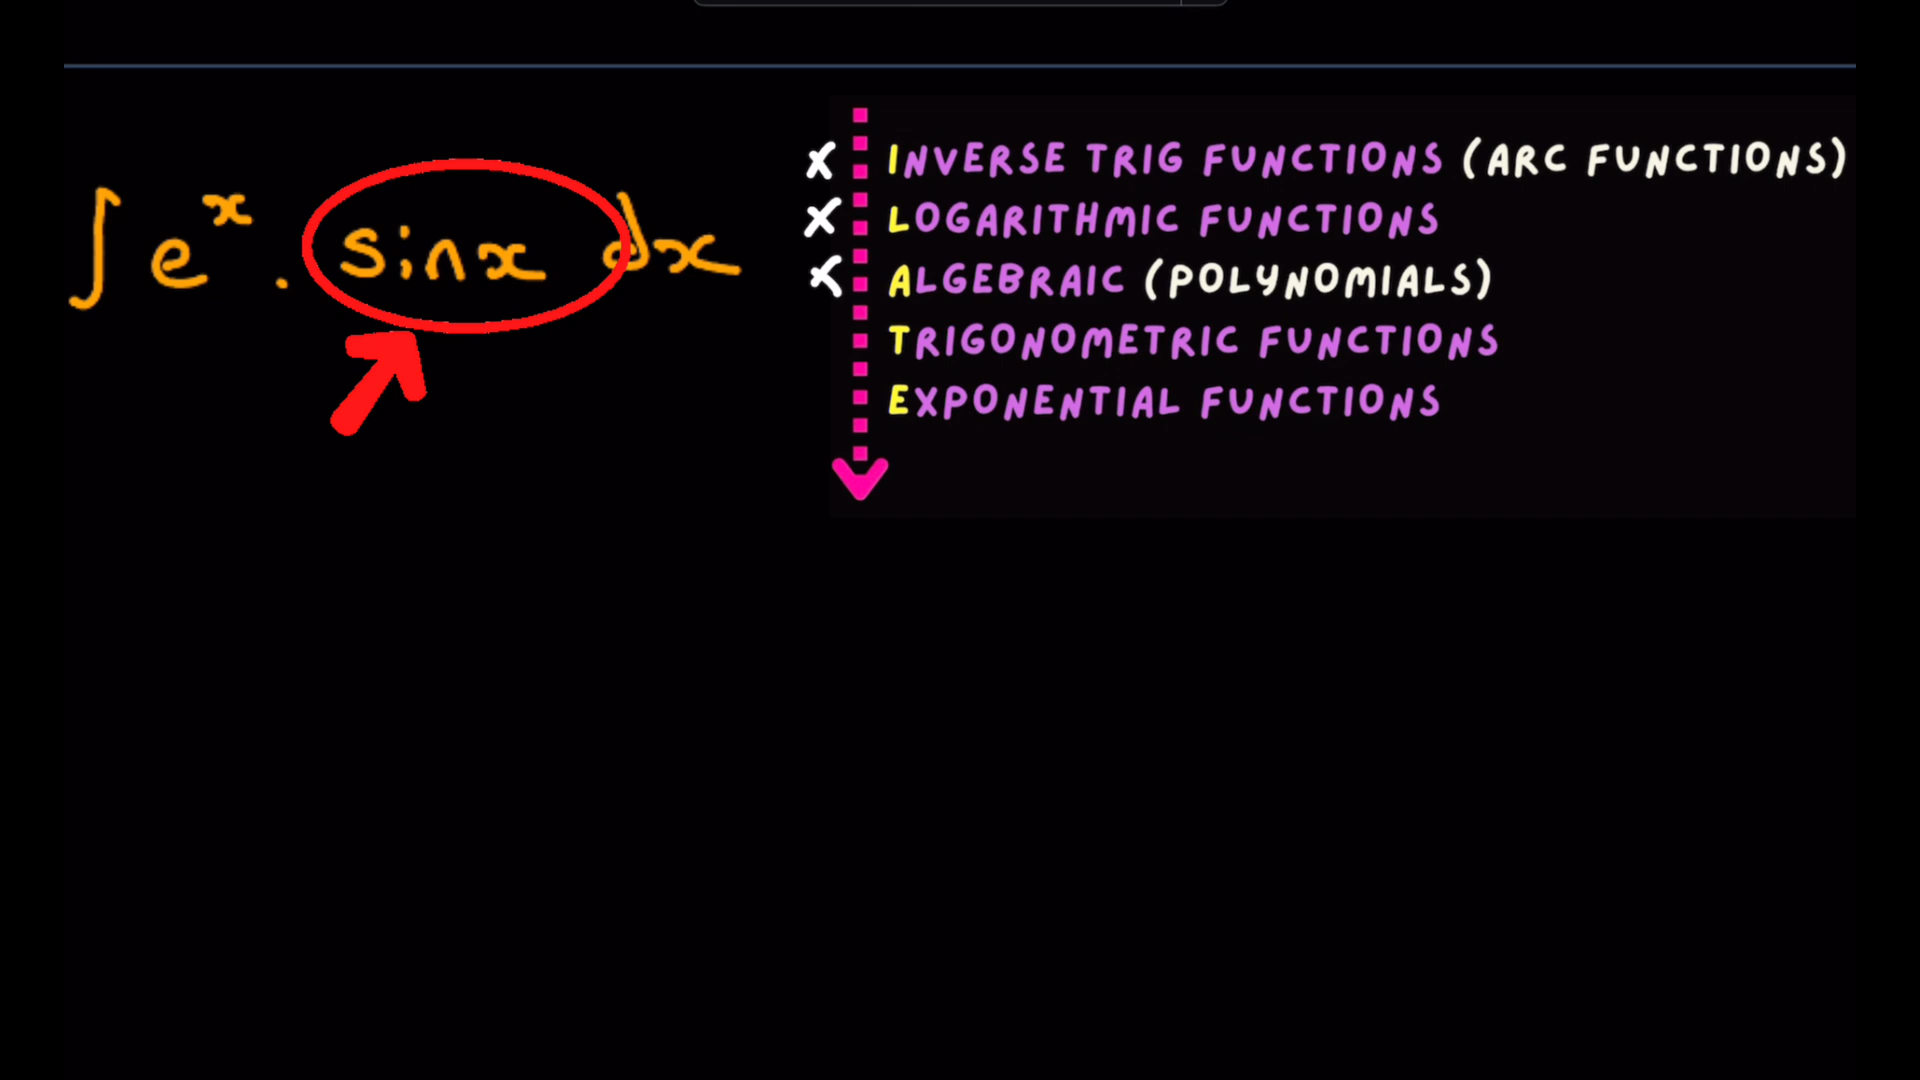 ∫ eˣ . sinx dx
x INVERSE TRIG FUNCTIONS (ARC FUNCTIONS)
x LOGARITHMIC FUNCTIONS
x ALGEBRAIC (POLYNOMIALS)
TRIGONOMETRIC FUNCTIONS
EXPONENTIAL FUNCTIONS